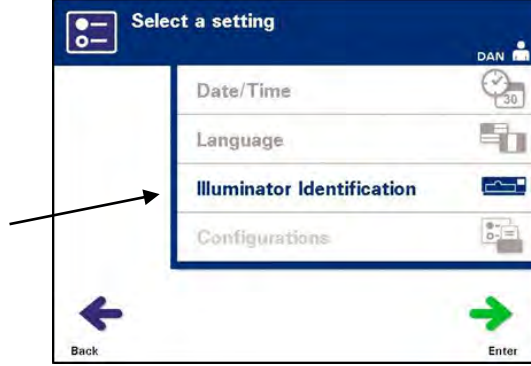 Select a setting
DAN
Date/Time
30
Language
Illuminator Identification
Configurations
Back
Enter